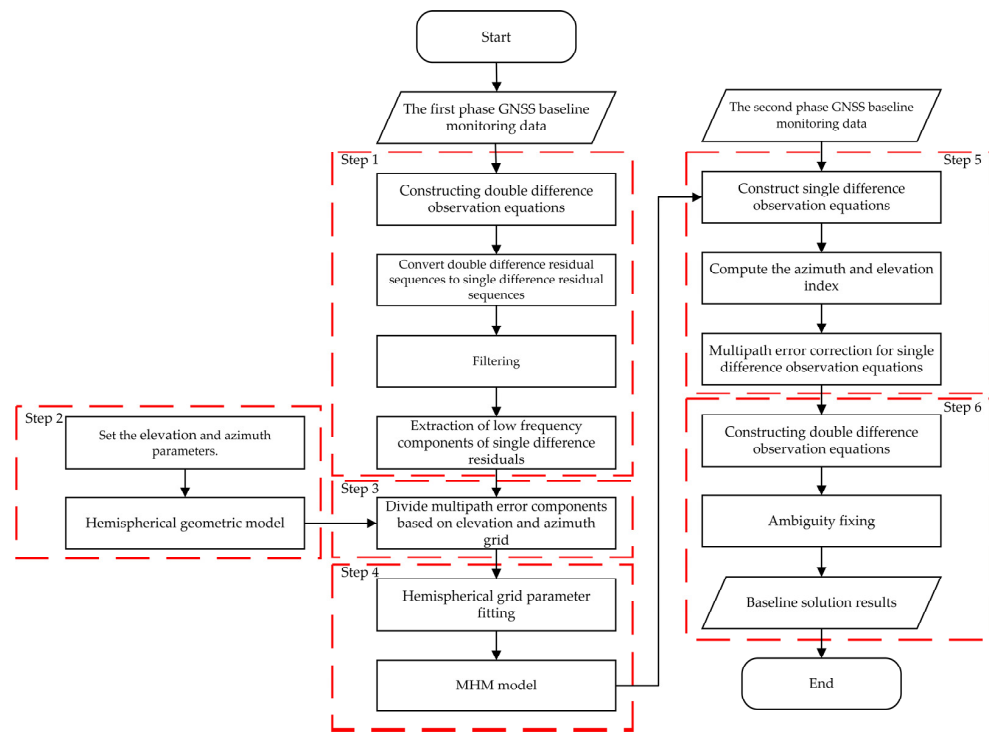 Start
The first phase GNSS baseline
monitoring data
Step 1
Constructing double difference
observation equations
Convert double difference residual
sequences to single difference residual
sequences
Filtering
Extraction of low frequency
components of single difference
residuals
Step 2
Set the elevation and azimuth
parameters.
Hemispherical geometric model
Step 3
Divide multipath error components
based on elevation and azimuth
grid
Step 4
Hemispherical grid parameter
fitting
MHM model
The second phase GNSS baseline
monitoring data
Step 5
Construct single difference
observation equations
Compute the azimuth and elevation
index
Multipath error correction for single
difference observation equations
Step 6
Constructing double difference
observation equations
Ambiguity fixing
Baseline solution results
End